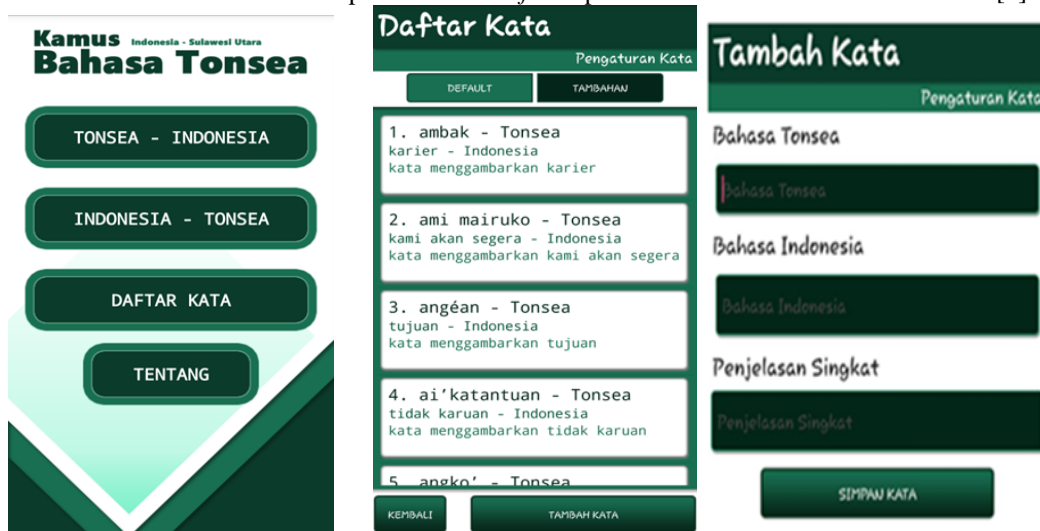 Kamus Indonesia - Sulawesi Utara
Bahasa Tonsea
TONSEA - INDONESIA
INDONESIA - TONSEA
DAFTAR KATA
TENTANG
Daftar Kata
Pengaturan Kata
DEFAULT
TAMBAHAN
1. ambak - Tonsea
karier - Indonesia
kata menggambarkan karier
2. ami mairuko - Tonsea
kami akan segera - Indonesia
kata menggambarkan kami akan segera
3. angéan - Tonsea
tujuan - Indonesia
kata menggambarkan tujuan
4. ai’katantuan - Tonsea
tidak karuan - Indonesia
kata menggambarkan tidak karuan
5. angko’ - Tonsea
KEMBALI
TAMBAH KATA
Tambah Kata
Pengaturan Kata
Bahasa Tonsea
Bahasa Tonsea
Bahasa Indonesia
Bahasa Indonesia
Penjelasan Singkat
Penjelasan Singkat
SIMPAN KATA